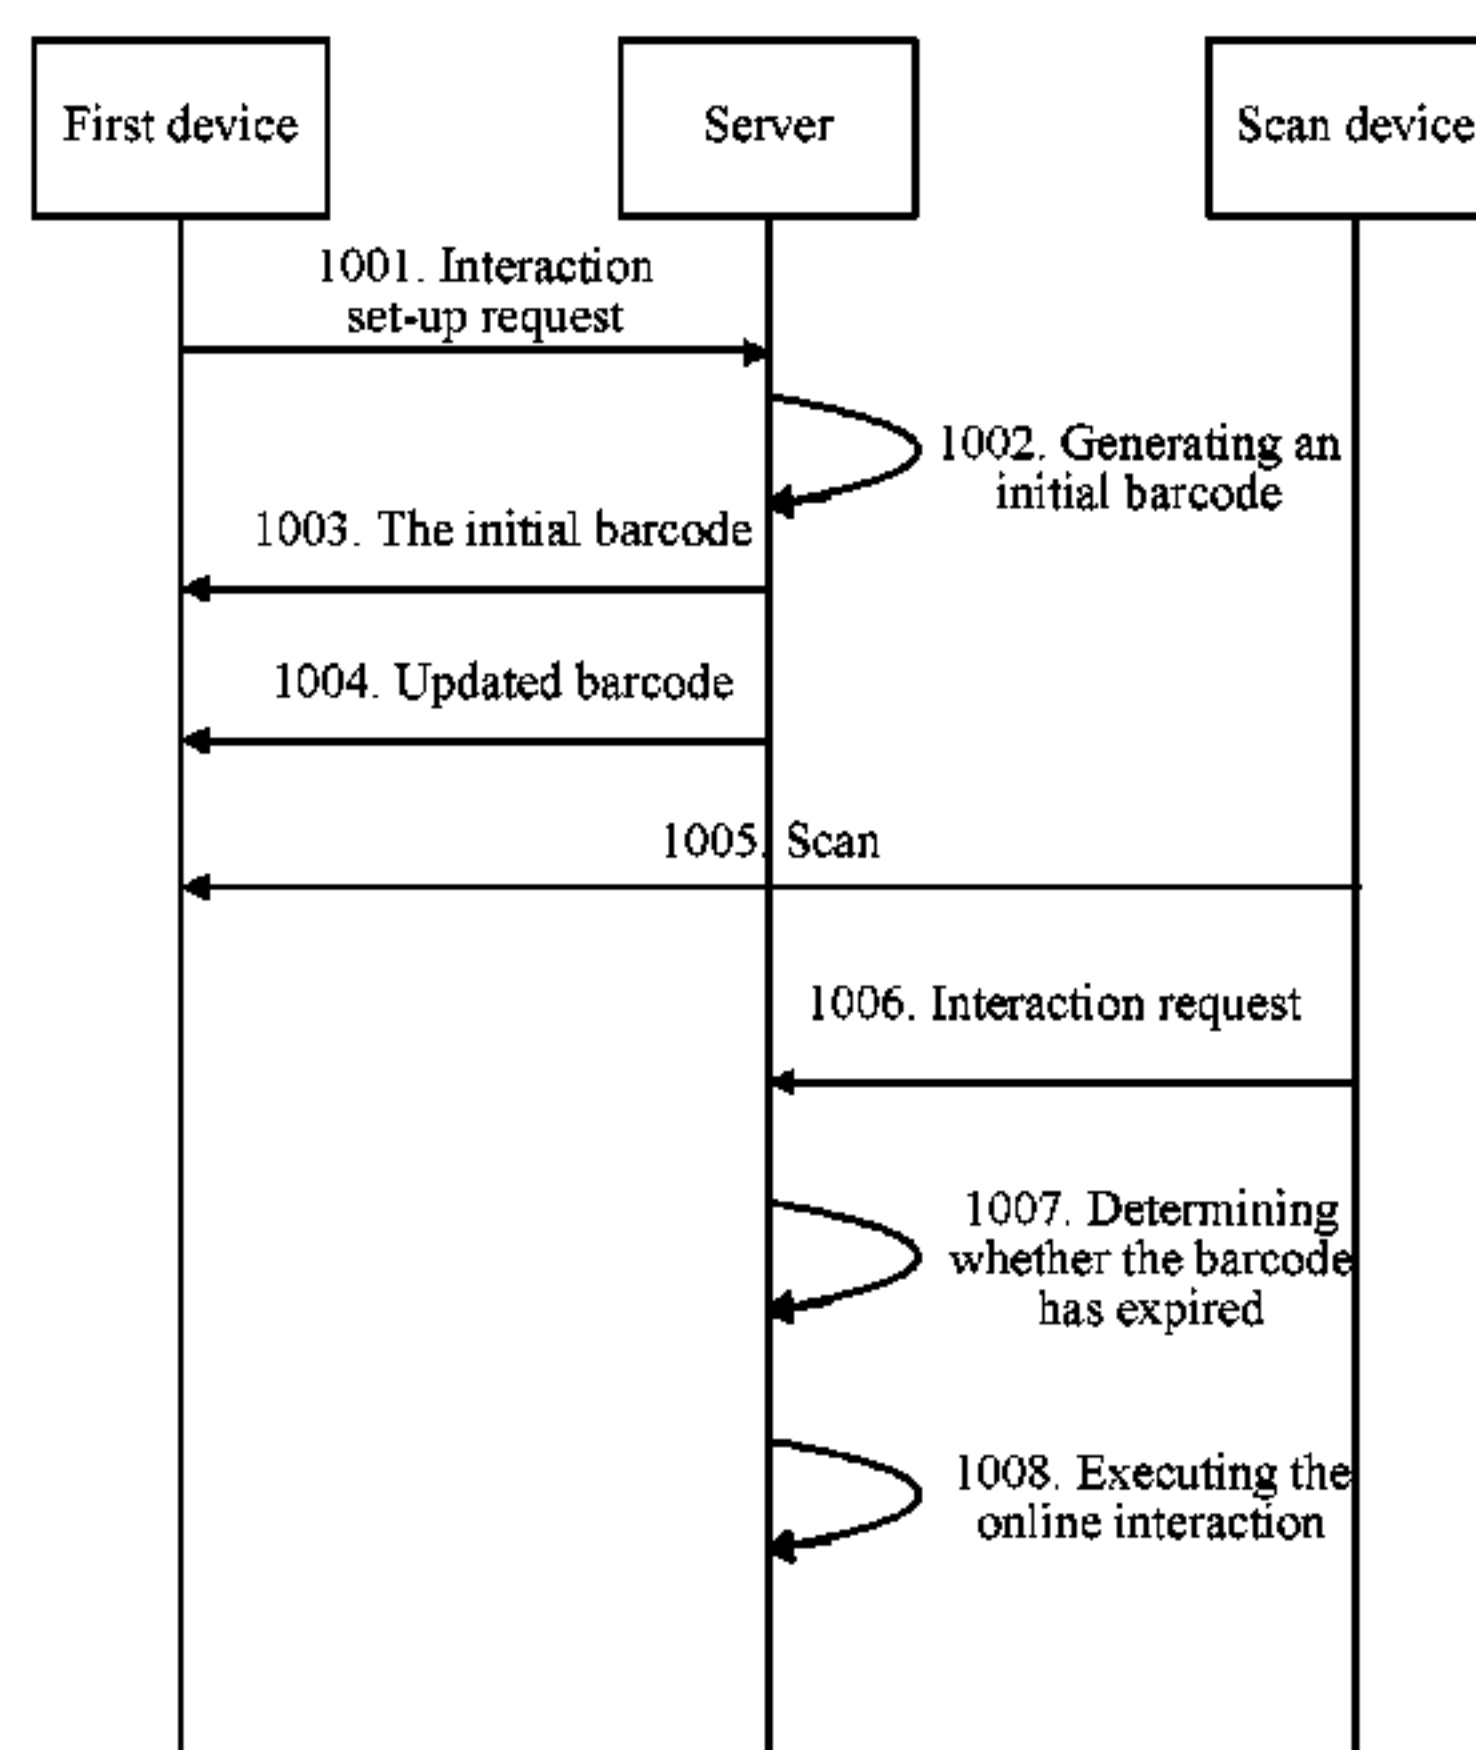 First device
Server
Scan device
1001. Interaction
set-up request
1002. Generating an
initial barcode
1003. The initial barcode
1004. Updated barcode
1005. Scan
1006. Interaction request
1007. Determining
whether the barcode
has expired
1008. Executing the
online interaction